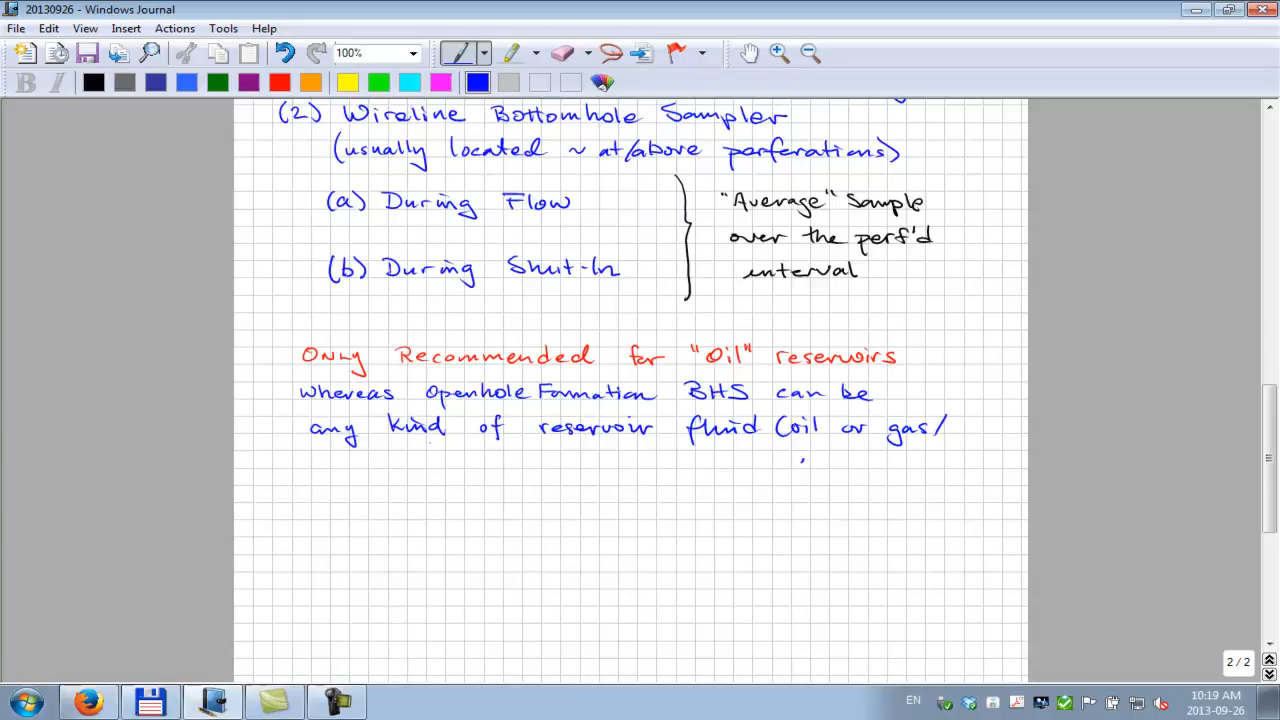 20130926 - Windows Journal
File Edit View Insert Actions Tools Help
100%
B I
(2) Wireline Bottomhole Sampler
(usually located ~ at/above perferations)
(a) During Flow
(b) During Shut-In
"Average" Sample
over the perf'd
interval
Only Recommended for "Oil" reservoirs
whereas Openhole Formation BHS can be
any kind of reservoir fluid (oil or gas/
2 / 2
EN
10:19 AM
2013-09-26